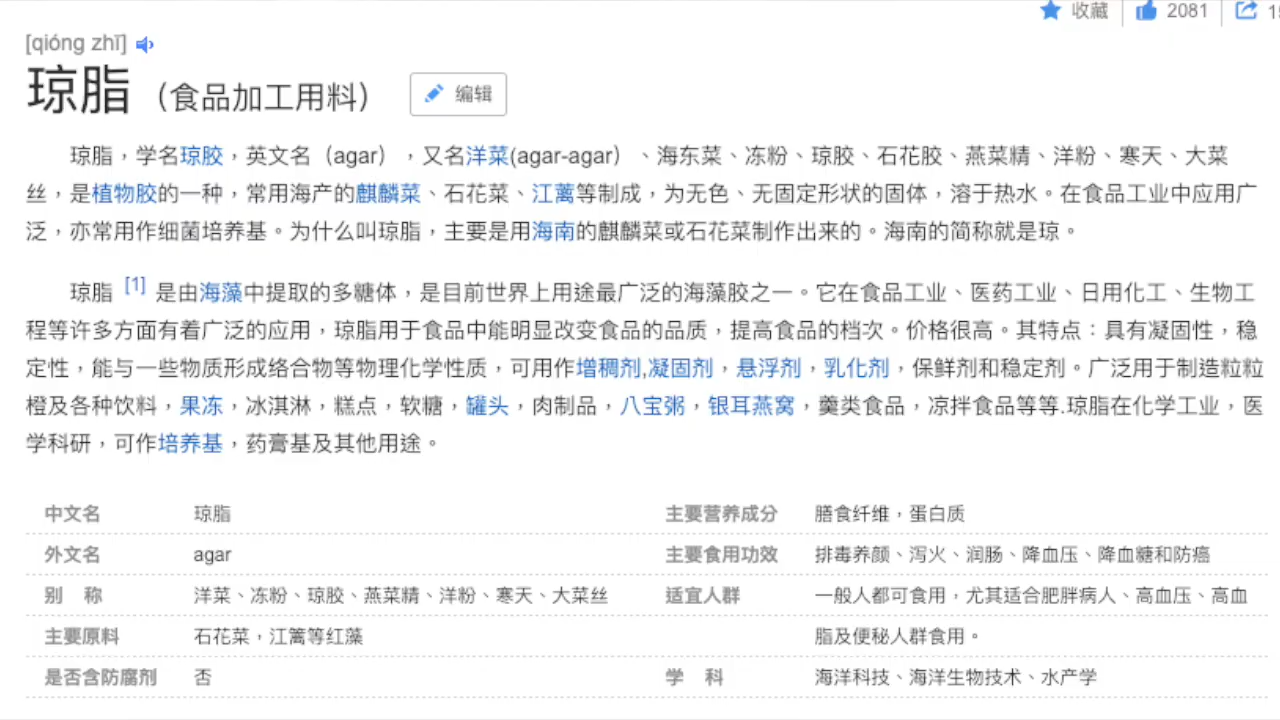 收藏 2081
[qióng zhī]
琼脂 （食品加工用料） 编辑
琼脂，学名琼胶，英文名（agar），又名洋菜(agar-agar）、海东菜、冻粉、琼胶、石花胶、燕菜精、洋粉、寒天、大菜
丝，是植物胶的一种，常用海产的麒麟菜、石花菜、江蓠等制成，为无色、无固定形状的固体，溶于热水。在食品工业中应用广
泛，亦常用作细菌培养基。为什么叫琼脂，主要是用海南的麒麟菜或石花菜制作出来的。海南的简称就是琼。
琼脂 [1] 是由海藻中提取的多糖体，是目前世界上用途最广泛的海藻胶之一。它在食品工业、医药工业、日用化工、生物工
程等许多方面有着广泛的应用，琼脂用于食品中能明显改变食品的品质，提高食品的档次。价格很高。其特点：具有凝固性，稳
定性，能与一些物质形成络合物等物理化学性质，可用作增稠剂,凝固剂，悬浮剂，乳化剂，保鲜剂和稳定剂。广泛用于制造粒粒
橙及各种饮料，果冻，冰淇淋，糕点，软糖，罐头，肉制品，八宝粥，银耳燕窝，羹类食品，凉拌食品等等.琼脂在化学工业，医
学科研，可作培养基，药膏基及其他用途。
中文名 琼脂 主要营养成分 膳食纤维，蛋白质
外文名 agar 主要食用功效 排毒养颜、泻火、润肠、降血压、降血糖和防癌
别 称 洋菜、冻粉、琼胶、燕菜精、洋粉、寒天、大菜丝 适宜人群 一般人都可食用，尤其适合肥胖病人、高血压、高血
主要原料 石花菜，江篱等红藻 脂及便秘人群食用。
是否含防腐剂 否 学 科 海洋科技、海洋生物技术、水产学